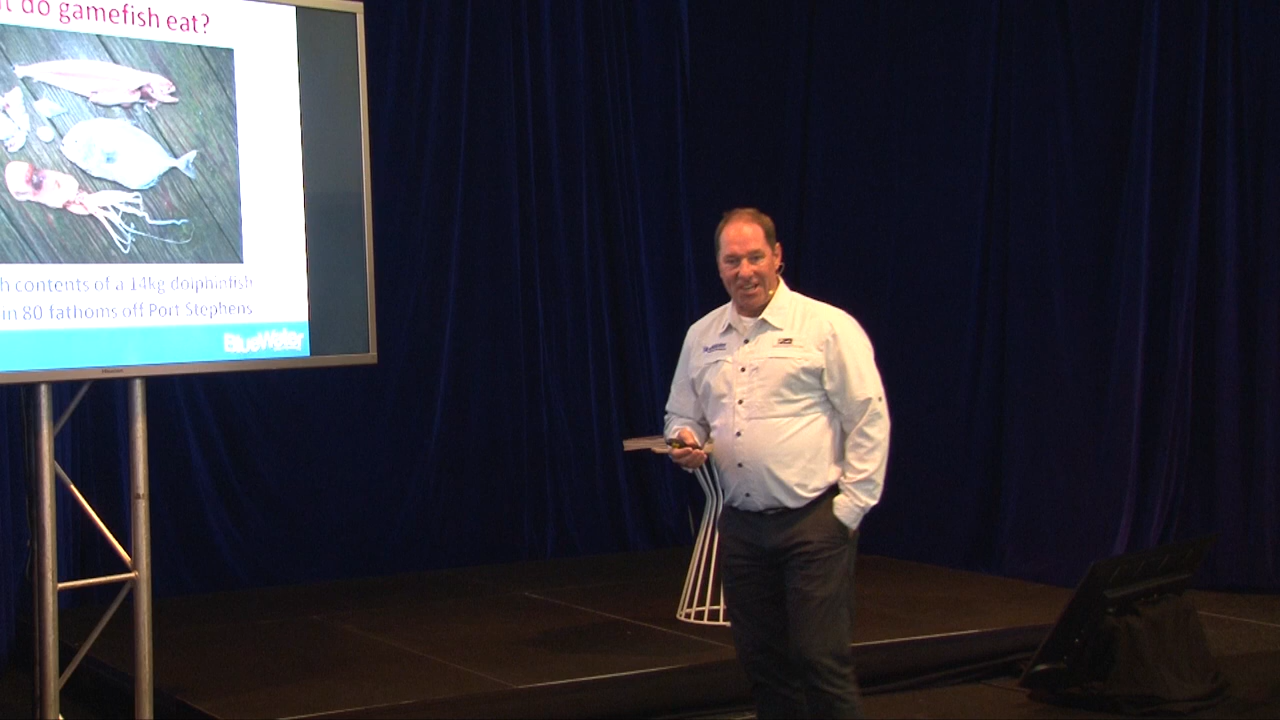 t do gamefish eat?
h contents of a 14kg dolphinfish
in 80 fathoms off Port Stephens
BlueWater